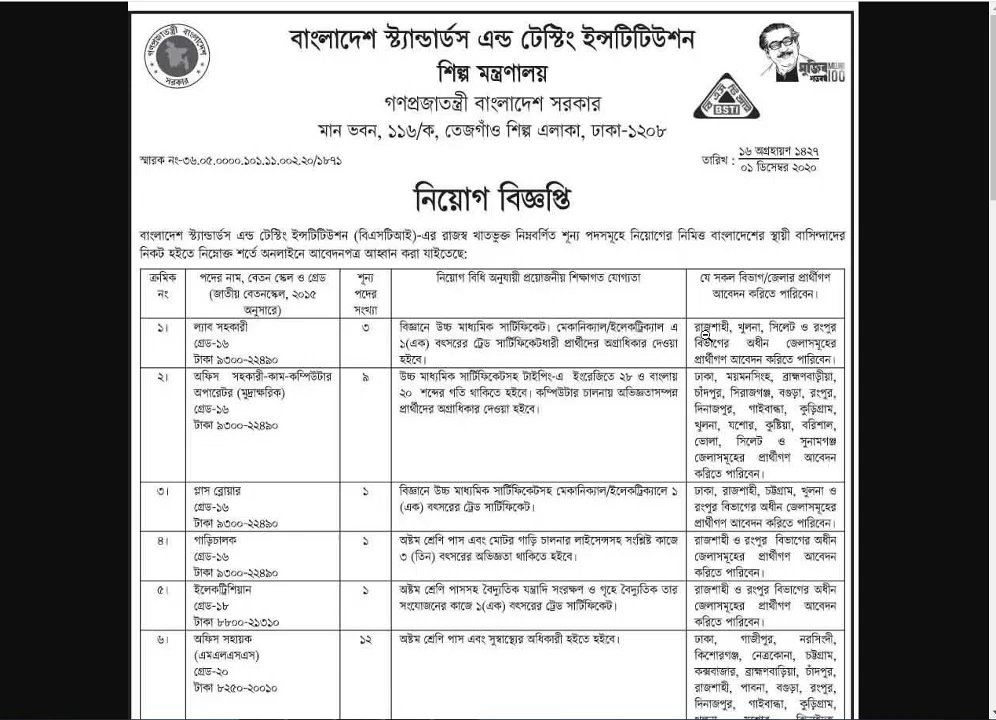 গণপ্রজাতন্ত্রী বাংলাদেশ
সরকার
বাংলাদেশ স্ট্যান্ডার্ডস এন্ড টেস্টিং ইন্সটিটিউশন
শিল্প মন্ত্রণালয়
গণপ্রজাতন্ত্রী বাংলাদেশ সরকার
মান ভবন, ১১৬/ক, তেজগাঁও শিল্প এলাকা, ঢাকা-১২০৮
বি এস টি আই
BSTI
মুজিব
শতবর্ষ
100
স্মারক নং-৩৬.০৫.০০০০.১০১.১১.০০২.২০/১৮৭১
তারিখ :
১৬ অগ্রহায়ণ ১৪২৭
০১ ডিসেম্বর ২০২০
নিয়োগ বিজ্ঞপ্তি
বাংলাদেশ স্ট্যান্ডার্ডস এন্ড টেস্টিং ইন্সটিটিউশন (বিএসটিআই)-এর রাজস্ব খাতভুক্ত নিম্নবর্ণিত শূন্য পদসমূহে নিয়োগের নিমিত্ত বাংলাদেশের স্থায়ী বাসিন্দাদের
নিকট হইতে নিম্নোক্ত শর্তে অনলাইনে আবেদনপত্র আহ্বান করা যাইতেছে:
ক্রমিক
নং
পদের নাম, বেতন স্কেল ও গ্রেড
(জাতীয় বেতনস্কেল, ২০১৫
অনুসারে)
শূন্য
পদের
সংখ্যা
নিয়োগ বিধি অনুযায়ী প্রয়োজনীয় শিক্ষাগত যোগ্যতা
যে সকল বিভাগ/জেলার প্রার্থীগণ
আবেদন করিতে পারিবেন।
১।
ল্যাব সহকারী
গ্রেড-১৬
টাকা ৯৩০০-২২৪৯০
৩
বিজ্ঞানে উচ্চ মাধ্যমিক সার্টিফিকেট। মেকানিক্যাল/ইলেকট্রিক্যাল এ
১(এক) বৎসরের ট্রেড সার্টিফিকেটধারী প্রার্থীদের অগ্রাধিকার দেওয়া
হইবে।
রাজশাহী, খুলনা, সিলেট ও রংপুর
বিভাগের অধীন জেলাসমূহের
প্রার্থীগণ আবেদন করিতে পারিবেন।
২।
অফিস সহকারী-কাম-কম্পিউটার
অপারেটর (মুদ্রাক্ষরিক)
গ্রেড-১৬
টাকা ৯৩০০-২২৪৯০
৯
উচ্চ মাধ্যমিক সার্টিফিকেটসহ টাইপিং-এ ইংরেজিতে ২৮ ও বাংলায়
২০ শব্দের গতি থাকিতে হইবে। কম্পিউটার চালনায় অভিজ্ঞতাসম্পন্ন
প্রার্থীদের অগ্রাধিকার দেওয়া হইবে।
ঢাকা, ময়মনসিংহ, ব্রাহ্মণবাড়ীয়া,
চাঁদপুর, সিরাজগঞ্জ, বগুড়া, রংপুর,
দিনাজপুর, গাইবান্ধা, কুড়িগ্রাম,
খুলনা, যশোর, কুষ্টিয়া, বরিশাল,
ভোলা, সিলেট ও সুনামগঞ্জ
জেলাসমূহের প্রার্থীগণ আবেদন
করিতে পারিবেন।
৩।
গ্লাস ব্লোয়ার
গ্রেড-১৬
টাকা ৯৩০০-২২৪৯০
১
বিজ্ঞানে উচ্চ মাধ্যমিক সার্টিফিকেটসহ মেকানিক্যাল/ইলেকট্রিক্যালে ১
(এক) বৎসরের ট্রেড সার্টিফিকেট।
ঢাকা, রাজশাহী, চট্টগ্রাম, খুলনা ও
রংপুর বিভাগের অধীন জেলাসমূহের
প্রার্থীগণ আবেদন করিতে পারিবেন।
৪।
গাড়িচালক
গ্রেড-১৬
টাকা ৯৩০০-২২৪৯০
১
অষ্টম শ্রেণি পাস এবং মোটর গাড়ি চালনার লাইসেন্সসহ সংশ্লিষ্ট কাজে
৩ (তিন) বৎসরের অভিজ্ঞতা থাকিতে হইবে।
রাজশাহী ও রংপুর বিভাগের অধীন
জেলাসমূহের প্রার্থীগণ আবেদন
করিতে পারিবেন।
৫।
ইলেকট্রিশিয়ান
গ্রেড-১৮
টাকা ৮৮০০-২১৩১০
১
অষ্টম শ্রেণি পাসসহ বৈদ্যুতিক যন্ত্রাদি সংরক্ষণ ও গৃহে বৈদ্যুতিক তার
সংযোজনের কাজে ১(এক) বৎসরের ট্রেড সার্টিফিকেট।
রাজশাহী ও রংপুর বিভাগের অধীন
জেলাসমূহের প্রার্থীগণ আবেদন
করিতে পারিবেন।
৬।
অফিস সহায়ক
(এমএলএসএস)
গ্রেড-২০
টাকা ৮২৫০-২০০১০
১২
অষ্টম শ্রেণি পাস এবং সুস্বাস্থ্যের অধিকারী হইতে হইবে।
ঢাকা, গাজীপুর, নরসিংদী,
কিশোরগঞ্জ, নেত্রকোনা, চট্টগ্রাম,
কক্সবাজার, ব্রাহ্মণবাড়িয়া, চাঁদপুর,
রাজশাহী, পাবনা, বগুড়া, রংপুর,
দিনাজপুর, গাইবান্ধা, কুড়িগ্রাম,